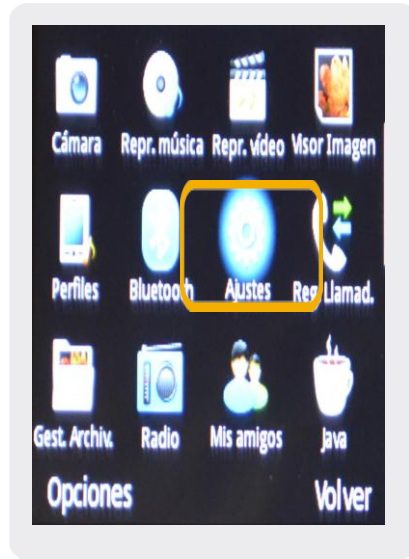 Cámara Repr. música Repr. vídeo Visor Imagen
Perfiles Bluetooth Ajustes Reg. Llamad.
Gest. Archiv. Radio Mis amigos Java
Opciones Volver